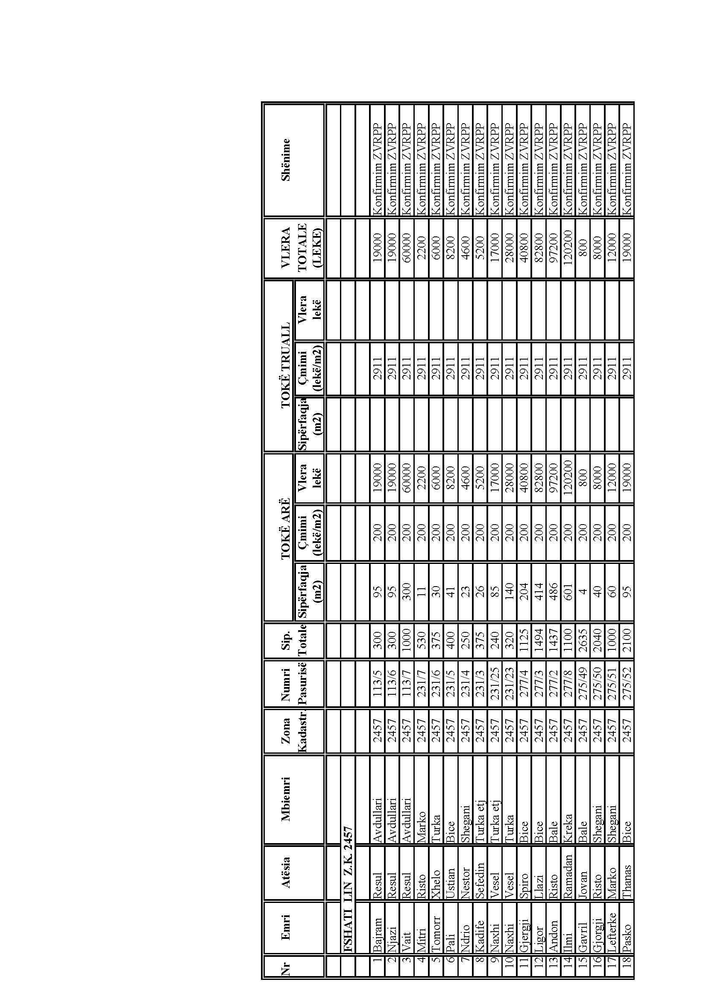 Nr Emri Atësia Mbiemri Zona Kadastr. Numri Pasurisë Sip. Totale TOKË ARË TOKË TRUALL VLERA TOTALE (LEKE) Shënime
Sipërfaqja (m2) Çmimi (lekë/m2) Vlera lekë Sipërfaqja (m2) Çmimi (lekë/m2) Vlera lekë
FSHATI LIN Z.K. 2457
1 Bajram Resul Avdullari 2457 113/5 300 95 200 19000 2911 19000 Konfirmim ZVRPP
2 Njazi Resul Avdullari 2457 113/6 300 95 200 19000 2911 19000 Konfirmim ZVRPP
3 Vait Resul Avdullari 2457 113/7 1000 300 200 60000 2911 60000 Konfirmim ZVRPP
4 Mitri Risto Marko 2457 231/7 530 11 200 2200 2911 2200 Konfirmim ZVRPP
5 Tomorr Xhelo Turka 2457 231/6 375 30 200 6000 2911 6000 Konfirmim ZVRPP
6 Pali Ustian Bice 2457 231/5 400 41 200 8200 2911 8200 Konfirmim ZVRPP
7 Ndrio Nestor Shegani 2457 231/4 250 23 200 4600 2911 4600 Konfirmim ZVRPP
8 Kadife Sefedin Turka etj 2457 231/3 375 26 200 5200 2911 5200 Konfirmim ZVRPP
9 Naxhi Vesel Turka etj 2457 231/25 240 85 200 17000 2911 17000 Konfirmim ZVRPP
10 Naxhi Vesel Turka 2457 231/23 320 140 200 28000 2911 28000 Konfirmim ZVRPP
11 Gjergji Spiro Bice 2457 277/4 1125 204 200 40800 2911 40800 Konfirmim ZVRPP
12 Ligor Llazi Bice 2457 277/3 1494 414 200 82800 2911 82800 Konfirmim ZVRPP
13 Andon Risto Bale 2457 277/2 1437 486 200 97200 2911 97200 Konfirmim ZVRPP
14 Ilmi Ramadan Kreka 2457 277/8 1100 601 200 120200 2911 120200 Konfirmim ZVRPP
15 Gavril Jovan Bale 2457 275/49 2635 4 200 800 2911 800 Konfirmim ZVRPP
16 Gjorgji Risto Shegani 2457 275/50 2040 40 200 8000 2911 8000 Konfirmim ZVRPP
17 Lefterke Marko Shegani 2457 275/51 1000 60 200 12000 2911 12000 Konfirmim ZVRPP
18 Pasko Thanas Bice 2457 275/52 2100 95 200 19000 2911 19000 Konfirmim ZVRPP